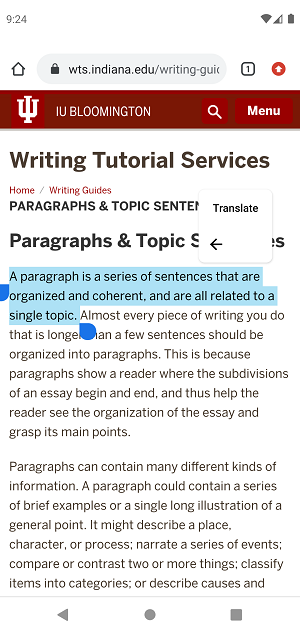 9:24
wts.indiana.edu/writing-guid
1
IU BLOOMINGTON
Menu
Writing Tutorial Services
Home / Writing Guides
PARAGRAPHS & TOPIC SENTEN
Translate
Paragraphs & Topic S es
A paragraph is a series of sentences that are
organized and coherent, and are all related to a
single topic. Almost every piece of writing you do
that is longer than a few sentences should be
organized into paragraphs. This is because
paragraphs show a reader where the subdivisions
of an essay begin and end, and thus help the
reader see the organization of the essay and
grasp its main points.
Paragraphs can contain many different kinds of
information. A paragraph could contain a series
of brief examples or a single long illustration of a
general point. It might describe a place,
character, or process; narrate a series of events;
compare or contrast two or more things; classify
items into categories; or describe causes and